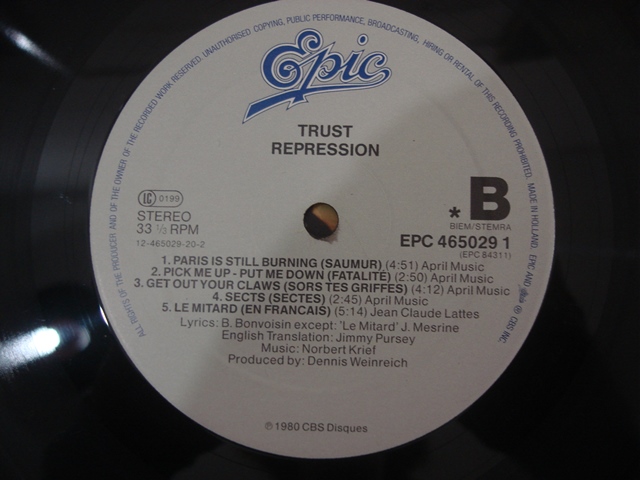 ALL RIGHTS OF THE PRODUCER AND OF THE OWNER OF THE RECORDED WORK RESERVED. UNAUTHORISED COPYING, PUBLIC PERFORMANCE, BROADCASTING, HIRING OR RENTAL OF THIS RECORDING PROHIBITED. MADE IN HOLLAND. EPIC AND ℗ CBS INC.
Epic
TRUST
REPRESSION
LC 0199
STEREO
33 ⅓ RPM
12-465029-20-2
* B
BIEM/STEMRA
EPC 465029 1
(EPC 84311)
1. PARIS IS STILL BURNING (SAUMUR) (4:51) April Music
2. PICK ME UP - PUT ME DOWN (FATALITE) (2:50) April Music
3. GET OUT YOUR CLAWS (SORS TES GRIFFES) (4:12) April Music
4. SECTS (SECTES) (2:45) April Music
5. LE MITARD (EN FRANCAIS) (5:14) Jean Claude Lattes
Lyrics: B. Bonvoisin except: "Le Mitard" J. Mesrine
English Translation: Jimmy Pursey
Music: Norbert Krief
Produced by: Dennis Weinreich
℗ 1980 CBS Disques